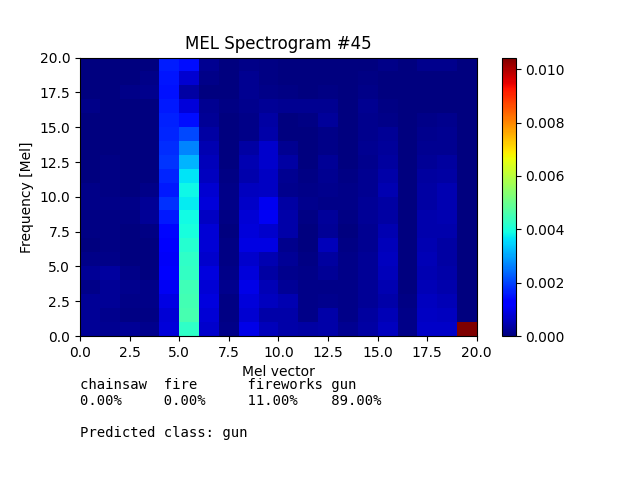 MEL Spectrogram #45
20.0
17.5
15.0
12.5
10.0
7.5
5.0
2.5
0.0
Frequency [Mel]
0.0 2.5 5.0 7.5 10.0 12.5 15.0 17.5 20.0
Mel vector
0.010
0.008
0.006
0.004
0.002
0.000
chainsaw fire fireworks gun
0.00% 0.00% 11.00% 89.00%
Predicted class: gun